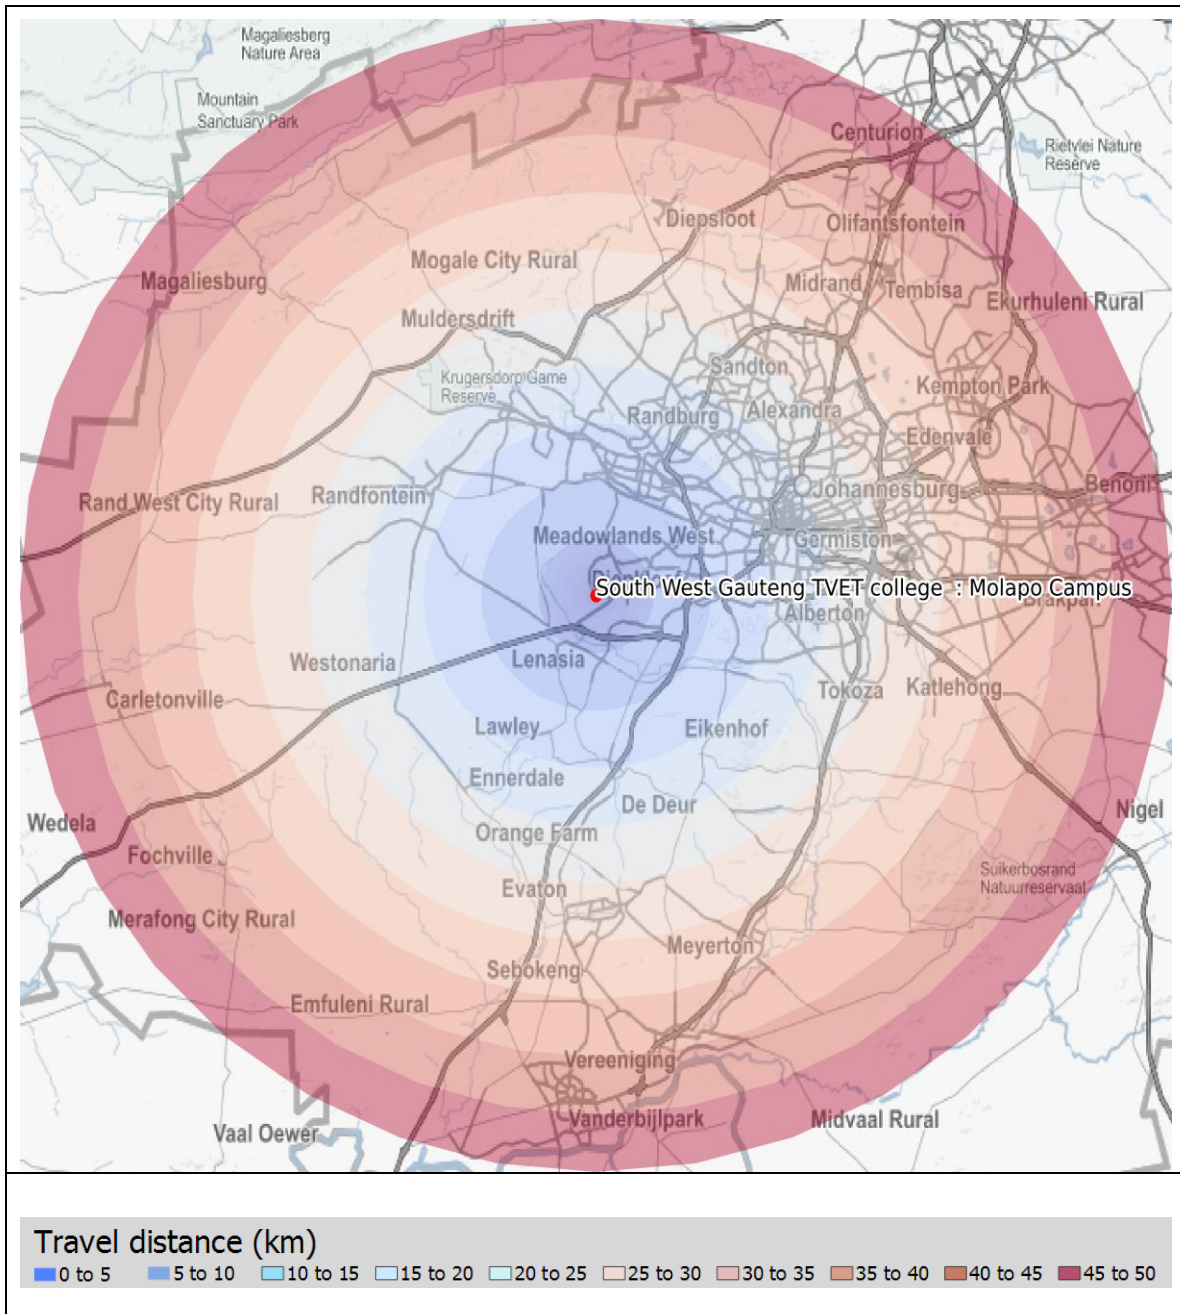 Magaliesberg
Nature Area
Mountain
Sanctuary Park
Centurion
Rietvlei Nature
Reserve
Diepsloot
Olifantsfontein
Mogale City Rural
Magaliesburg
Midrand
Tembisa
Ekurhuleni Rural
Muldersdrift
Sandton
Krugersdorp Game
Reserve
Kempton Park
Randburg
Alexandra
Edenvale
Rand West City Rural
Randfontein
Johannesburg
Benoni
Meadowlands West
Germiston
South West Gauteng TVET college : Molapo Campus
Brakpan
Alberton
Westonaria
Lenasia
Carletonville
Tokoza
Katlehong
Lawley
Eikenhof
Ennerdale
De Deur
Wedela
Orange Farm
Nigel
Fochville
Suikerbosrand
Natuurreservaat
Evaton
Merafong City Rural
Meyerton
Sebokeng
Emfuleni Rural
Vereeniging
Vanderbijlpark
Midvaal Rural
Vaal Oewer
Travel distance (km)
0 to 5 5 to 10 10 to 15 15 to 20 20 to 25 25 to 30 30 to 35 35 to 40 40 to 45 45 to 50